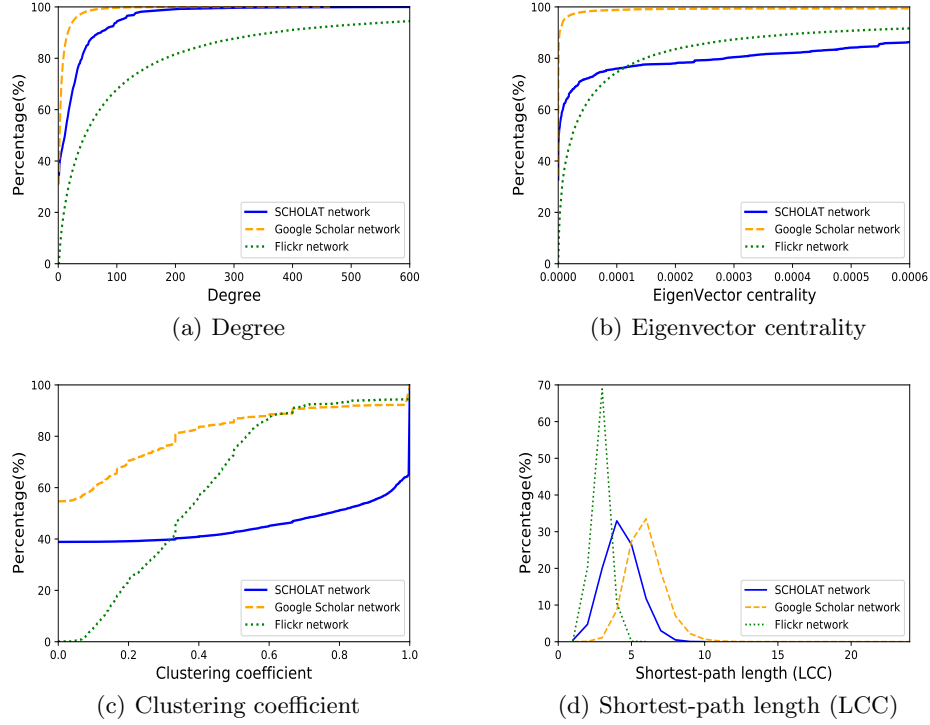 100
80
60
40
20
0
Percentage(%)
0 100 200 300 400 500 600
Degree
SCHOLAT network
Google Scholar network
Flickr network
(a) Degree
100
80
60
40
20
0
Percentage(%)
0.0000 0.0001 0.0002 0.0003 0.0004 0.0005 0.0006
EigenVector centrality
SCHOLAT network
Google Scholar network
Flickr network
(b) Eigenvector centrality
100
80
60
40
20
0
Percentage(%)
0.0 0.2 0.4 0.6 0.8 1.0
Clustering coefficient
SCHOLAT network
Google Scholar network
Flickr network
(c) Clustering coefficient
70
60
50
40
30
20
10
0
Percentage(%)
0 5 10 15 20
Shortest-path length (LCC)
SCHOLAT network
Google Scholar network
Flickr network
(d) Shortest-path length (LCC)